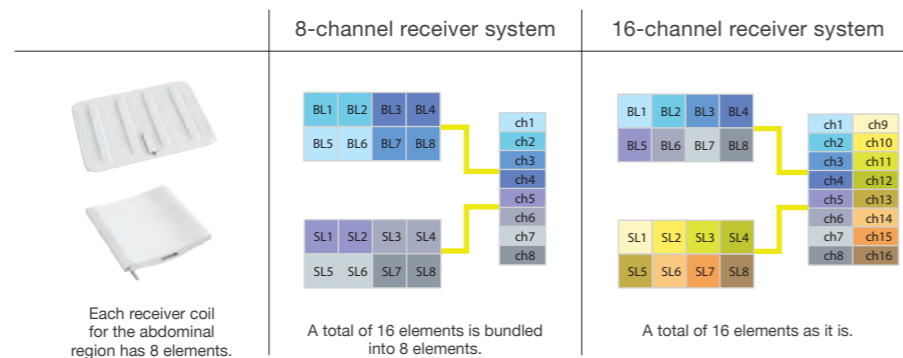 8-channel receiver system
16-channel receiver system
BL1 BL2 BL3 BL4
BL5 BL6 BL7 BL8
ch1
ch2
ch3
ch4
ch5
ch6
ch7
ch8
SL1 SL2 SL3 SL4
SL5 SL6 SL7 SL8
BL1 BL2 BL3 BL4
BL5 BL6 BL7 BL8
ch1 ch9
ch2 ch10
ch3 ch11
ch4 ch12
ch5 ch13
ch6 ch14
ch7 ch15
ch8 ch16
SL1 SL2 SL3 SL4
SL5 SL6 SL7 SL8
Each receiver coil
for the abdominal
region has 8 elements.
A total of 16 elements is bundled
into 8 elements.
A total of 16 elements as it is.